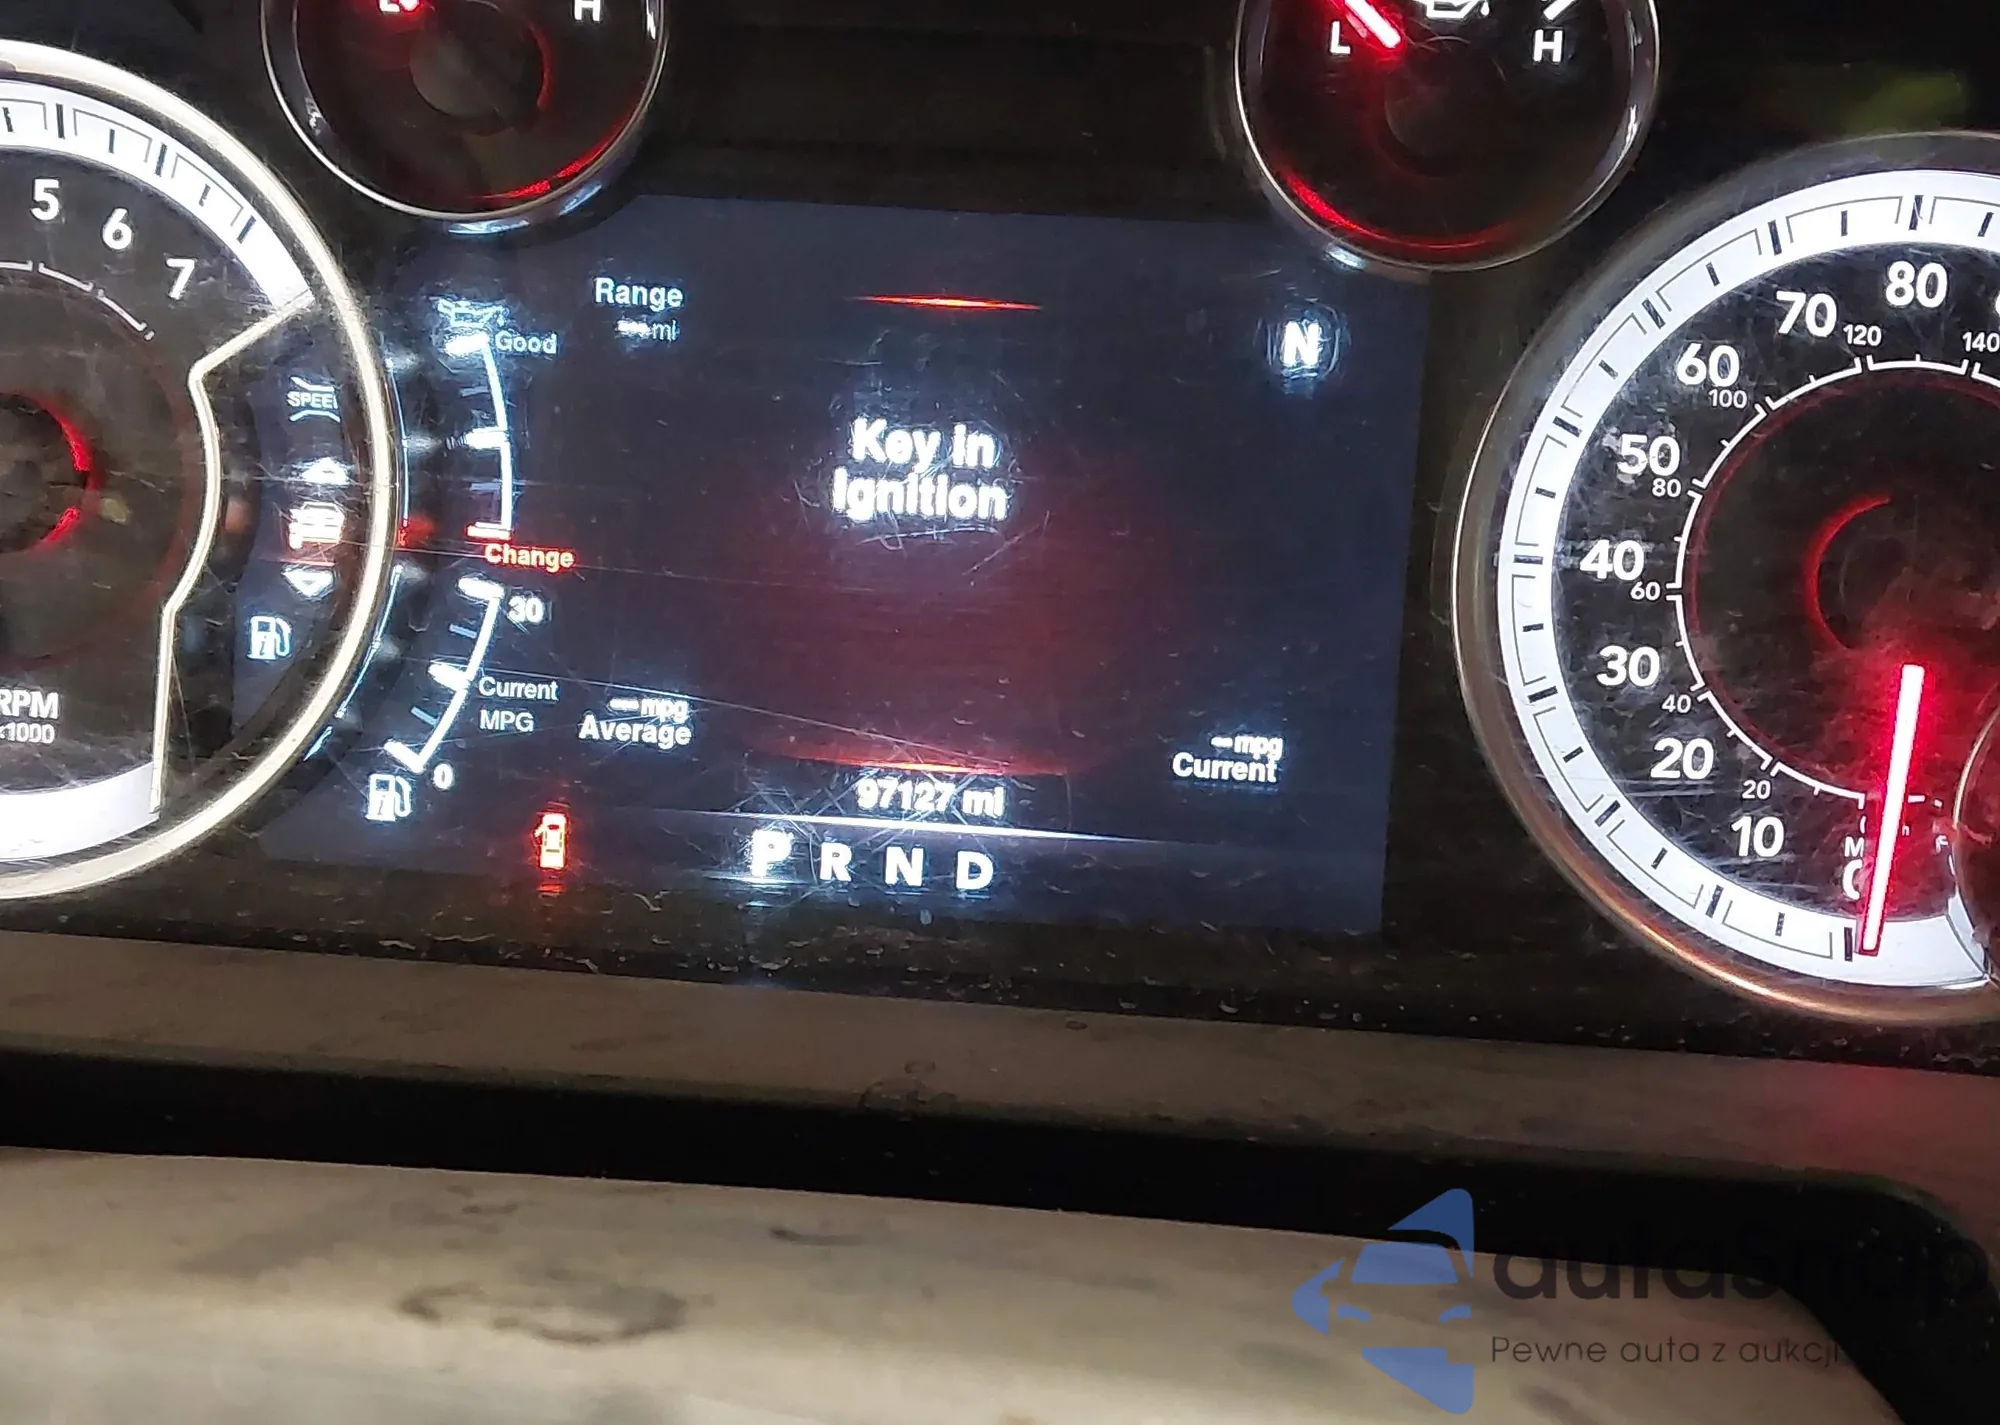 L
H
L
H
5
6
7
RPM
x1000
SPEE
Good
Range
--- mi
N
Key in
Ignition
Change
30
Current
MPG
0
--- mpg
Average
-- mpg
Current
97127 mi
P R N D
80
70
60
50
40
30
20
10
140
120
100
80
60
40
20
Pewne auta z aukcji